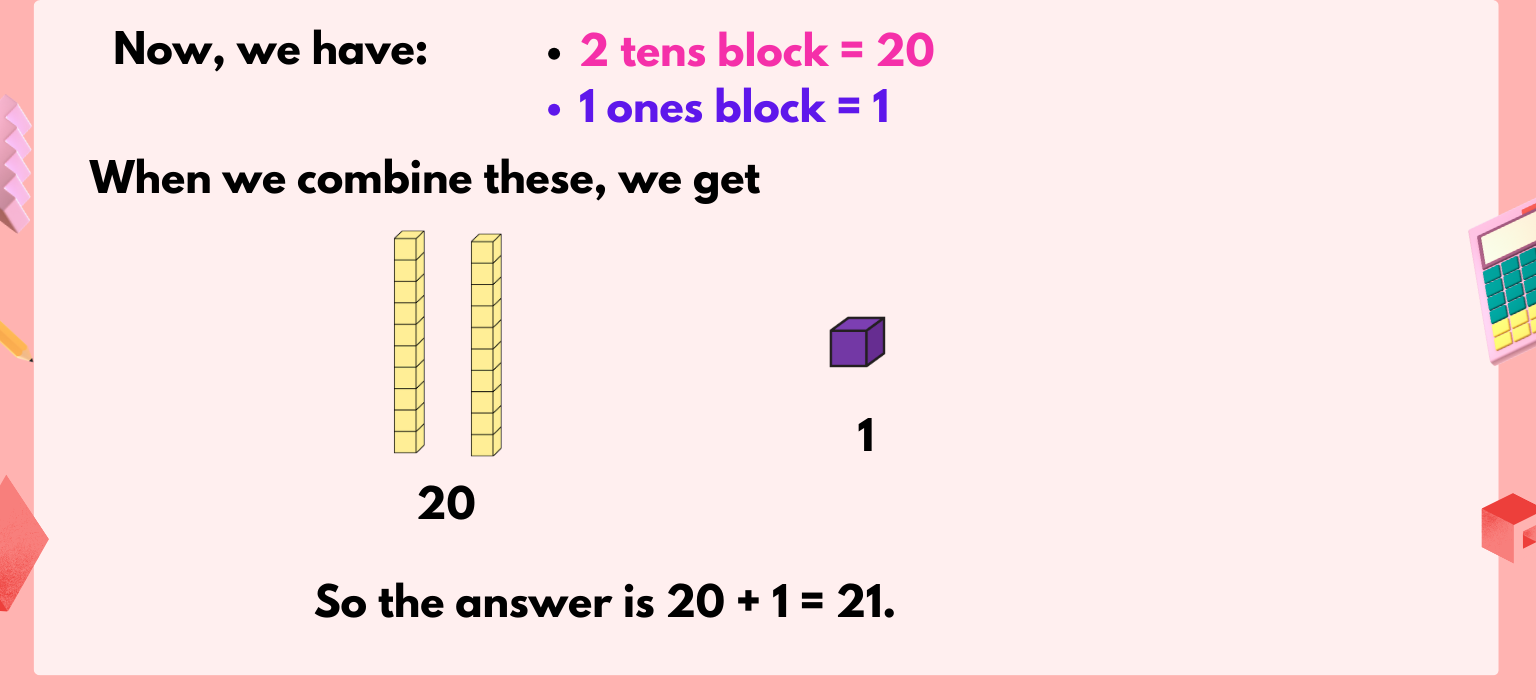 Now, we have:
• 2 tens block = 20
• 1 ones block = 1
When we combine these, we get
20
1
So the answer is 20 + 1 = 21.